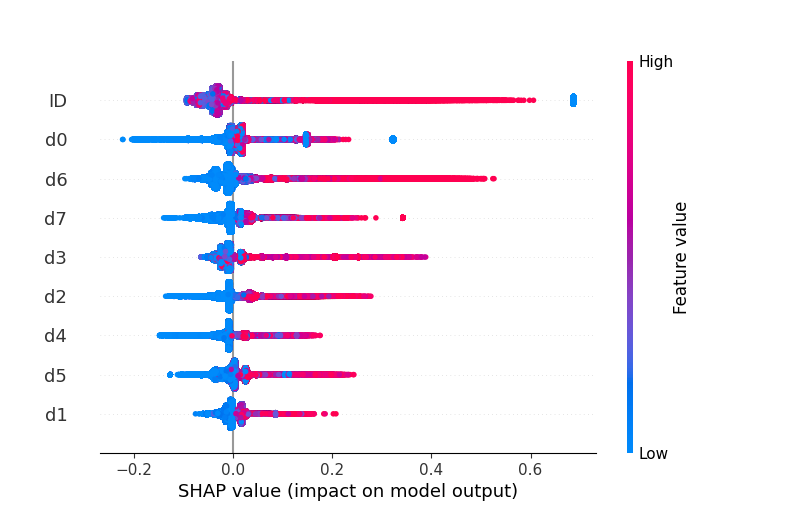 High
ID
d0
d6
d7
d3
d2
d4
d5
d1
Feature value
Low
−0.2 0.0 0.2 0.4 0.6
SHAP value (impact on model output)